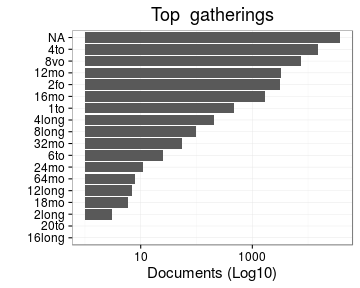 Top gatherings
NA
4to
8vo
12mo
2fo
16mo
1to
4long
8long
32mo
6to
24mo
64mo
12long
18mo
2long
20to
16long
10
1000
Documents (Log10)